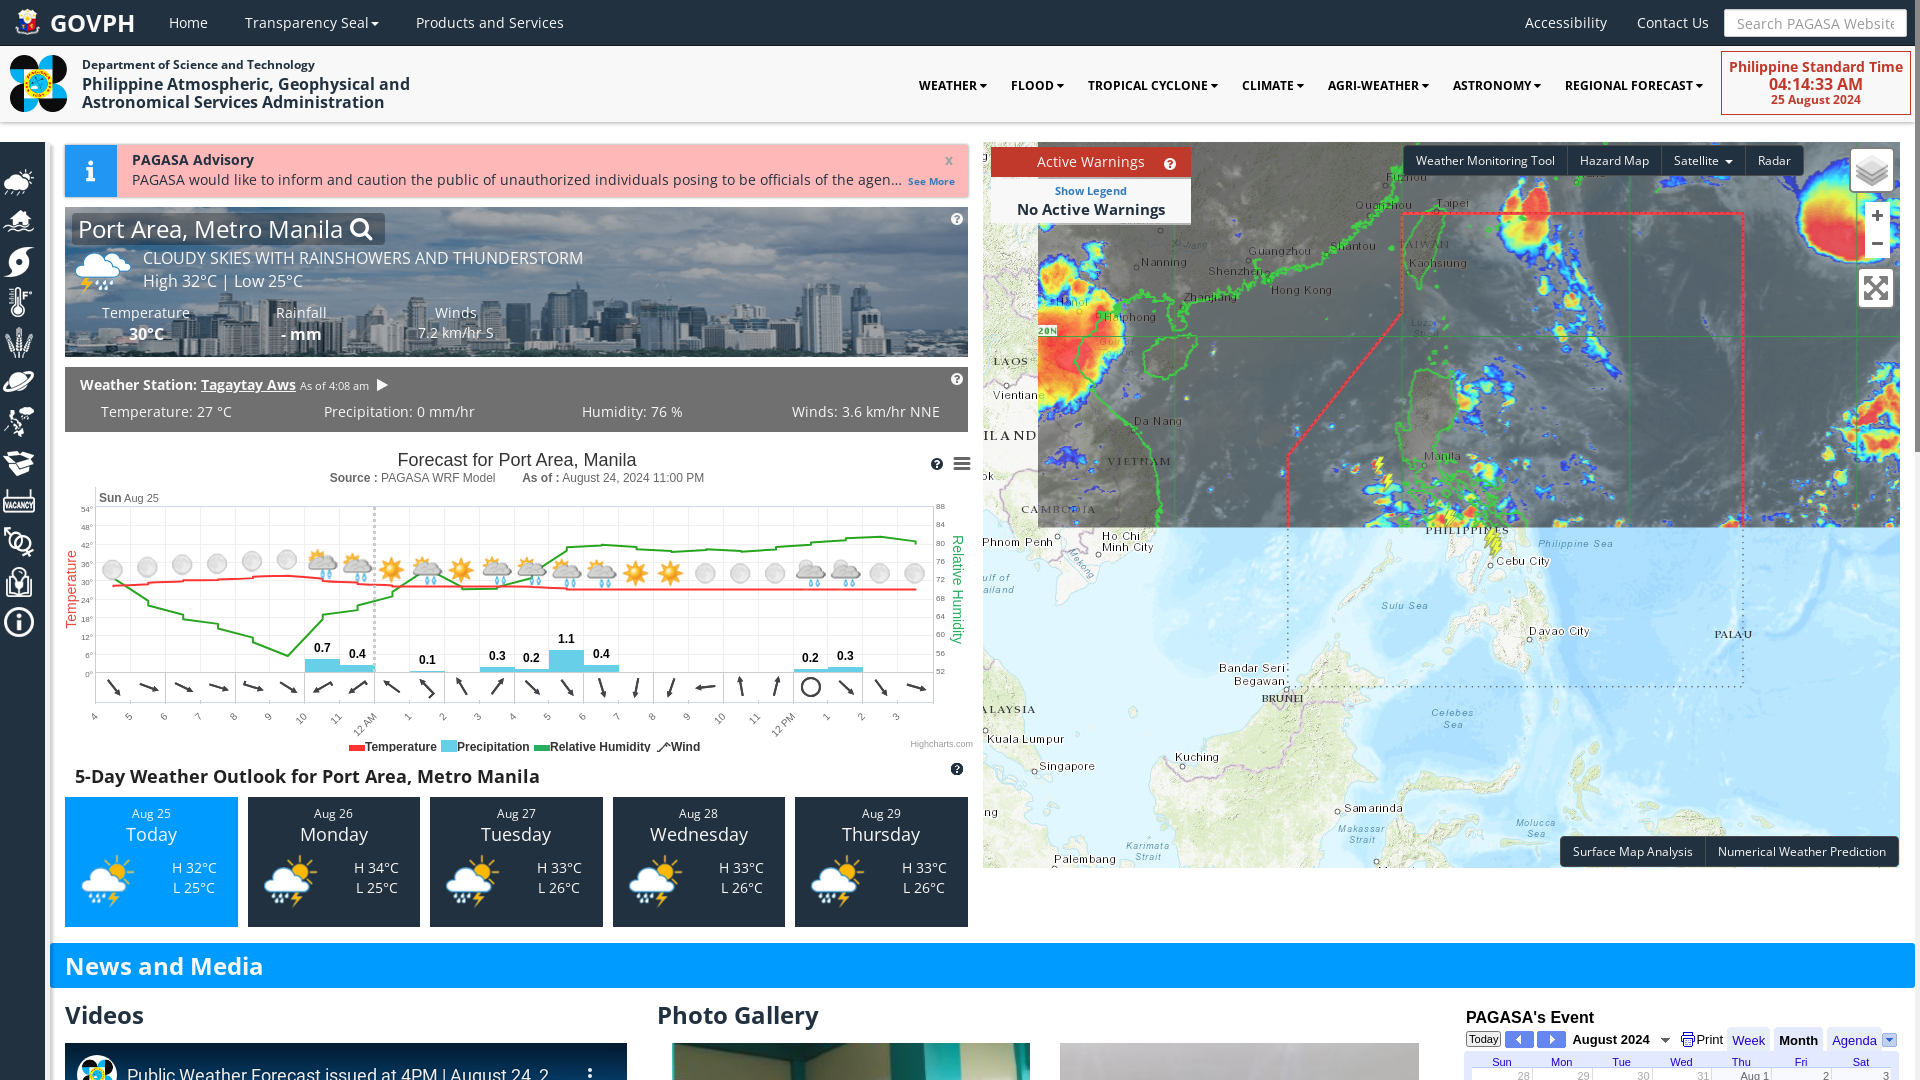 GOVPH
Home
Transparency Seal
Products and Services
Accessibility
Contact Us
Search PAGASA Website
Department of Science and Technology
Philippine Atmospheric, Geophysical and
Astronomical Services Administration
WEATHER
FLOOD
TROPICAL CYCLONE
CLIMATE
AGRI-WEATHER
ASTRONOMY
REGIONAL FORECAST
Philippine Standard Time
04:14:33 AM
25 August 2024
VACANCY
PAGASA Advisory
x
PAGASA would like to inform and caution the public of unauthorized individuals posing to be officials of the agen...
See More
Port Area, Metro Manila
CLOUDY SKIES WITH RAINSHOWERS AND THUNDERSTORM
High 32°C | Low 25°C
Temperature
Rainfall
Winds
30°C
- mm
7.2 km/hr S
Weather Station: Tagaytay Aws As of 4:08 am
Temperature: 27 °C
Precipitation: 0 mm/hr
Humidity: 76 %
Winds: 3.6 km/hr NNE
Forecast for Port Area, Manila
Source : PAGASA WRF Model As of : August 24, 2024 11:00 PM
Sun Aug 25
Temperature
54°
48°
42°
36°
30°
24°
18°
12°
6°
0°
88
84
80
76
72
68
64
60
56
52
Relative Humidity
0.7
0.4
0.1
0.3
0.2
1.1
0.4
0.2
0.3
4 5 6 7 8 9 10 11 12 AM 1 2 3 4 5 6 7 8 9 10 11 12 PM 1 2 3
Temperature Precipitation Relative Humidity Wind
Highcharts.com
5-Day Weather Outlook for Port Area, Metro Manila
Aug 25
Today
H 32°C
L 25°C
Aug 26
Monday
H 34°C
L 25°C
Aug 27
Tuesday
H 33°C
L 26°C
Aug 28
Wednesday
H 33°C
L 26°C
Aug 29
Thursday
H 33°C
L 26°C
Active Warnings
Show Legend
No Active Warnings
Weather Monitoring Tool
Hazard Map
Satellite
Radar
+
−
Fuzhou
Quanzhou
Taipei
TAIWAN
Shantou
Guangzhou
Kaohsiung
Nanning
Shenzhen
Hong Kong
Zhanjiang
Hanoi
Haiphong
20N
LAOS
Vientiane
Da Nang
ILAND
VIETNAM
Manila
CAMBODIA
PHILIPPINES
Ho Chi
Minh City
Phnom Penh
Mekong
Philippine Sea
Cebu City
ulf of
ailand
Sulu Sea
Davao City
PALAU
Bandar Seri
Begawan
BRUNEI
ALAYSIA
Celebes
Sea
Kuala Lumpur
Kuching
Singapore
ng
Samarinda
Makassar
Strait
Molucca
Sea
Karimata
Strait
Palembang
Surface Map Analysis
Numerical Weather Prediction
News and Media
Videos
Photo Gallery
Public Weather Forecast issued at 4PM | August 24, 2
PAGASA's Event
Today
August 2024
Print
Week
Month
Agenda
Sun Mon Tue Wed Thu Fri Sat
28 29 30 31 Aug 1 2 3